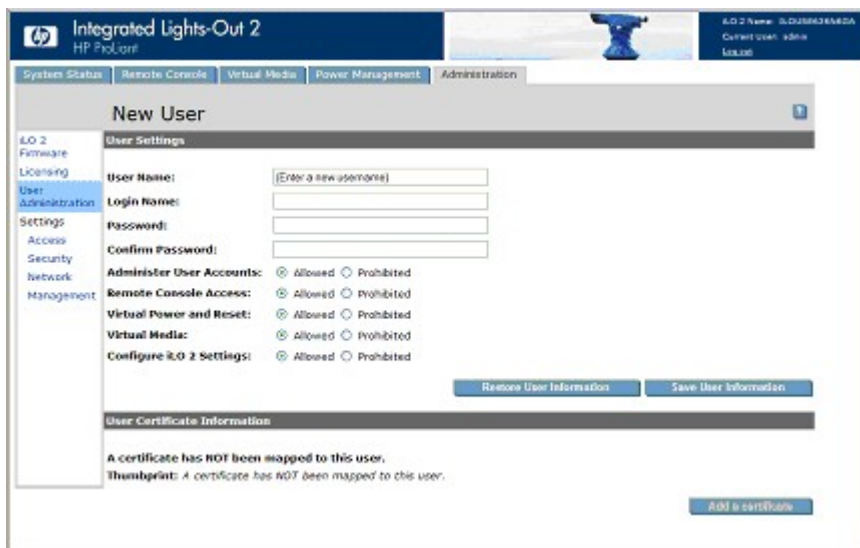 hp
Integrated Lights-Out 2
HP ProLiant
iLO 2 Name:
Current User: admin
Log out
System Status
Remote Console
Virtual Media
Power Management
Administration
New User
?
iLO 2
Firmware
Licensing
User
Administration
Settings
Access
Security
Network
Management
User Settings
User Name: (Enter a new username)
Login Name:
Password:
Confirm Password:
Administer User Accounts: Allowed Prohibited
Remote Console Access: Allowed Prohibited
Virtual Power and Reset: Allowed Prohibited
Virtual Media: Allowed Prohibited
Configure iLO 2 Settings: Allowed Prohibited
Restore User Information
Save User Information
User Certificate Information
A certificate has NOT been mapped to this user.
Thumbprint: A certificate has NOT been mapped to this user.
Add a certificate